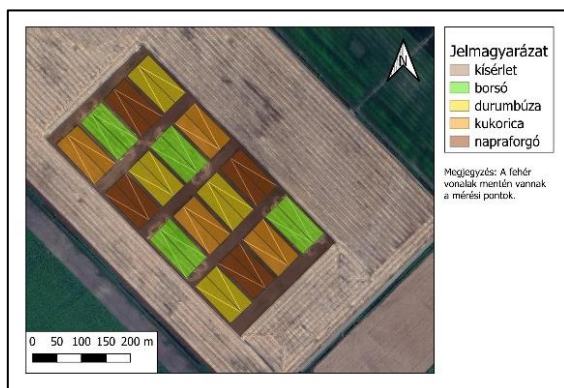 N
Jelmagyarázat
kísérlet
borsó
durumbúza
kukorica
napraforgó
Megjegyzés: A fehér
vonalak mentén vannak
a mérési pontok.
0 50 100 150 200 m